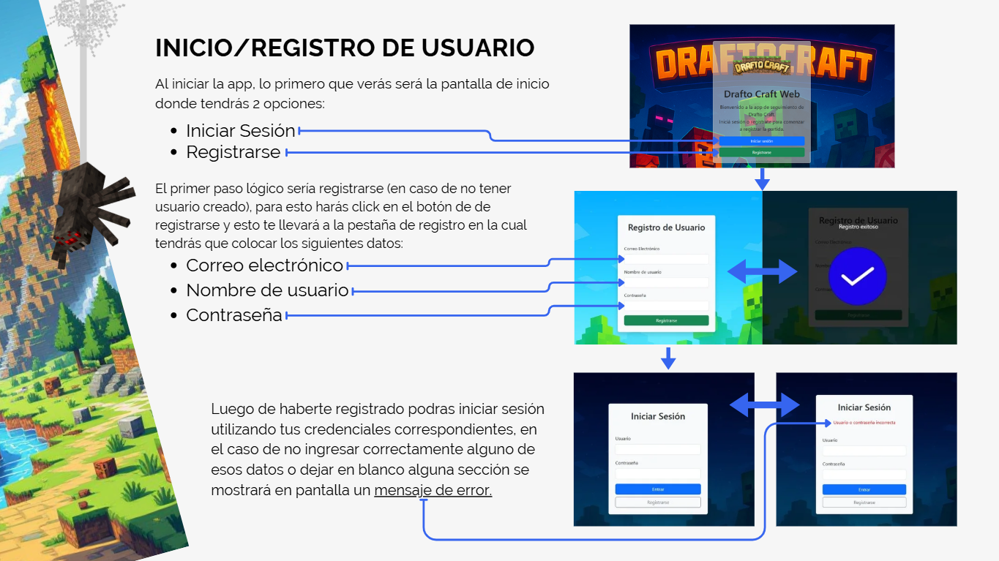 INICIO/REGISTRO DE USUARIO
Al iniciar la app, lo primero que verás será la pantalla de inicio
donde tendrás 2 opciones:
• Iniciar Sesión
• Registrarse
El primer paso lógico sería registrarse (en caso de no tener
usuario creado), para esto harás click en el botón de de
registrarse y esto te llevará a la pestaña de registro en la cual
tendrás que colocar los siguientes datos:
• Correo electrónico
• Nombre de usuario
• Contraseña
Luego de haberte registrado podras iniciar sesión
utilizando tus credenciales correspondientes, en
el caso de no ingresar correctamente alguno de
esos datos o dejar en blanco alguna sección se
mostrará en pantalla un mensaje de error.
DRAFTOCRAFT
DRAFTO CRAFT
Drafto Craft Web
Bienvenido a la app de seguimiento de
Drafto Craft.
Iniciá sesión o registrate para comenzar
a registrar la partida.
Iniciar sesión
Registrarse
Registro de Usuario
Correo Electrónico
Nombre de usuario
Contraseña
Registrarse
Registro de Usuario
Registro exitoso
Correo Electrónico
Registrarse
Iniciar Sesión
Usuario
Contraseña
Entrar
Registrarse
Iniciar Sesión
Usuario o contraseña incorrecta
Usuario
Contraseña
Entrar
Registrarse